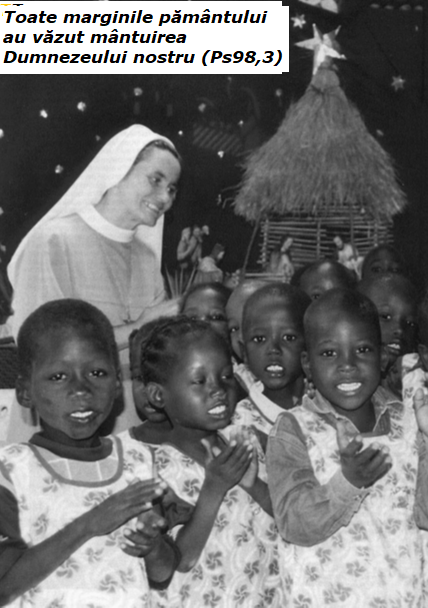 Toate marginile pământului
au văzut mântuirea
Dumnezeului nostru (Ps98,3)